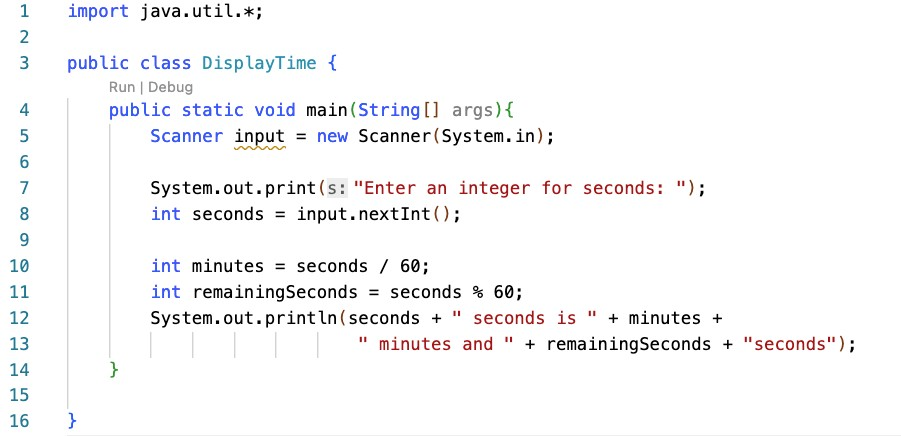 1 import java.util.*;
2
3 public class DisplayTime {
Run | Debug
4 public static void main(String[] args){
5 Scanner input = new Scanner(System.in);
6
7 System.out.print(s:"Enter an integer for seconds: ");
8 int seconds = input.nextInt();
9
10 int minutes = seconds / 60;
11 int remainingSeconds = seconds % 60;
12 System.out.println(seconds + " seconds is " + minutes +
13 " minutes and " + remainingSeconds + "seconds");
14 }
15
16 }